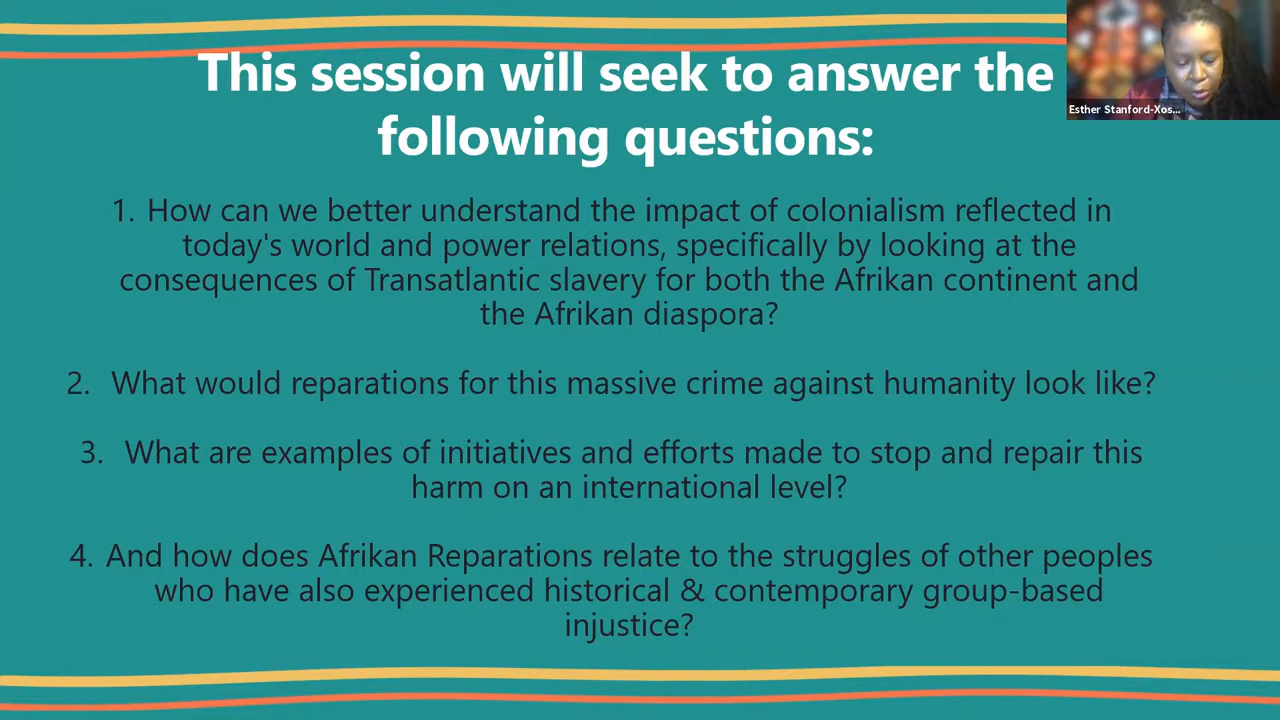 This session will seek to answer the
following questions:
Esther Stanford-Xos...
1. How can we better understand the impact of colonialism reflected in
today's world and power relations, specifically by looking at the
consequences of Transatlantic slavery for both the Afrikan continent and
the Afrikan diaspora?
2. What would reparations for this massive crime against humanity look like?
3. What are examples of initiatives and efforts made to stop and repair this
harm on an international level?
4. And how does Afrikan Reparations relate to the struggles of other peoples
who have also experienced historical & contemporary group-based
injustice?